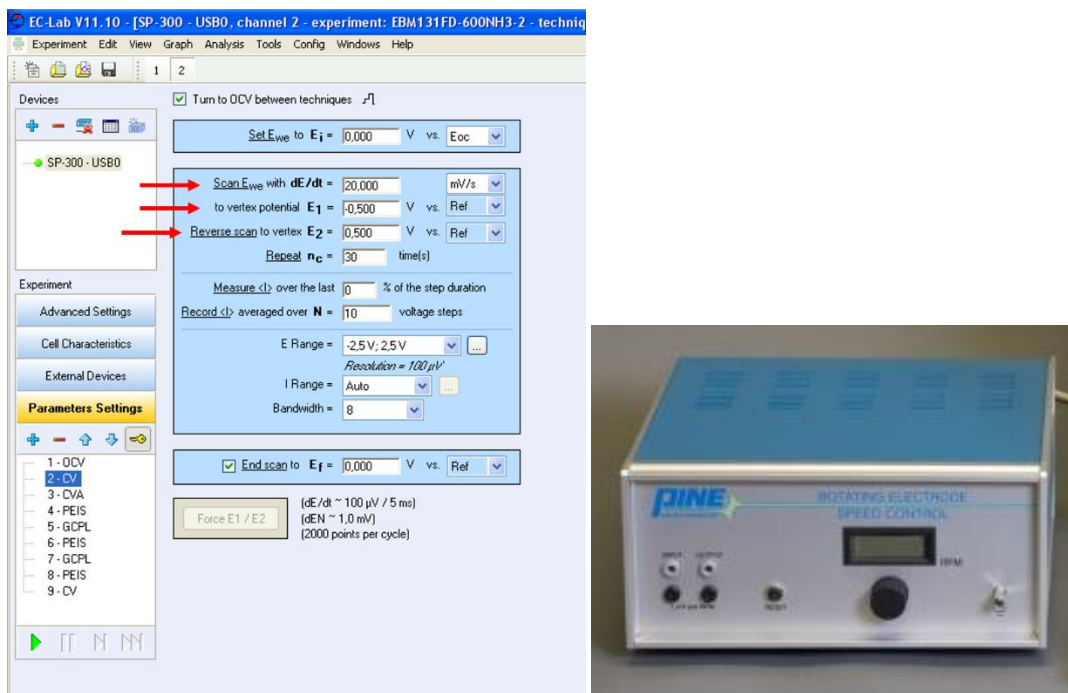 EC-Lab V11.10 - [SP-300 - USB0, channel 2 - experiment: EBM131FD-600NH3-2 - techniq
Experiment Edit View Graph Analysis Tools Config Windows Help
1 2
Devices
SP-300 - USB0
Turn to OCV between techniques
Set Ewe to Ei = 0,000 V vs. Eoc
Scan Ewe with dE/dt = 20,000 mV/s
to vertex potential E1 = -0,500 V vs. Ref
Reverse scan to vertex E2 = 0,500 V vs. Ref
Repeat nc = 30 time(s)
Measure <I> over the last 0 % of the step duration
Record <I> averaged over N = 10 voltage steps
E Range = -2,5 V; 2,5 V ...
Resolution = 100 µV
I Range = Auto ...
Bandwidth = 8
End scan to Ef = 0,000 V vs. Ref
Force E1 / E2
(dE/dt ~ 100 µV / 5 ms)
(dEN ~ 1,0 mV)
(2000 points per cycle)
Experiment
Advanced Settings
Cell Characteristics
External Devices
Parameters Settings
1 - OCV
2 - CV
3 - CVA
4 - PEIS
5 - GCPL
6 - PEIS
7 - GCPL
8 - PEIS
9 - CV
PINE
ROTATING ELECTRODE
SPEED CONTROL
INPUT OUTPUT
RPM
RESET